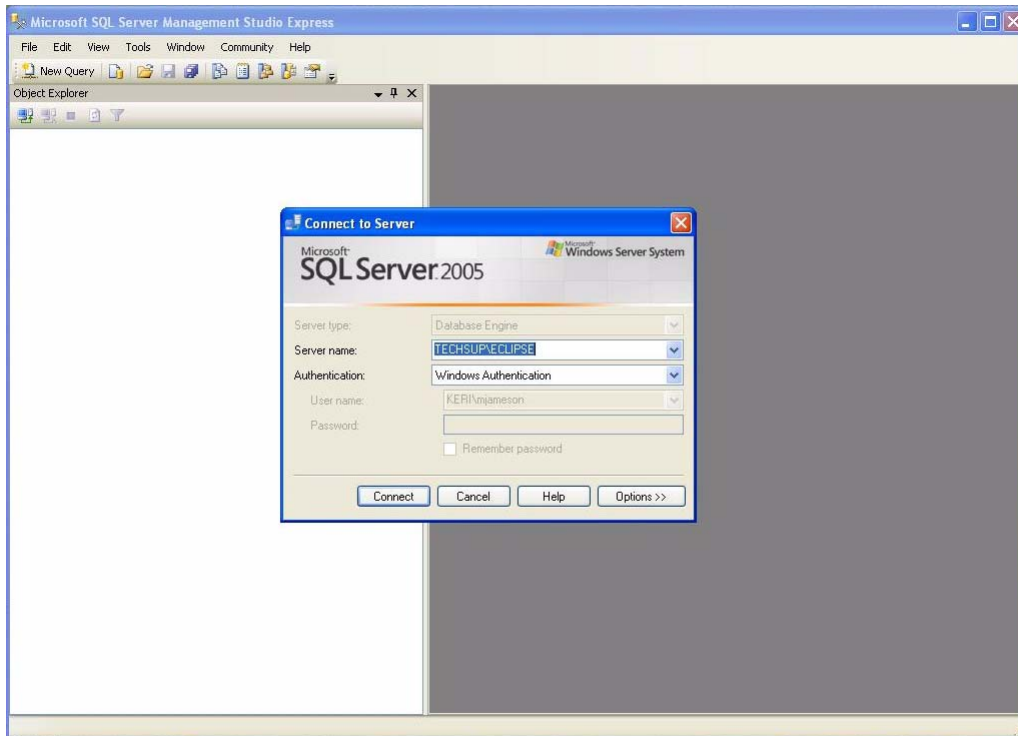 Microsoft SQL Server Management Studio Express
File Edit View Tools Window Community Help
New Query
Object Explorer
Connect to Server
Microsoft
SQL Server 2005
Microsoft
Windows Server System
Server type: Database Engine
Server name: TECHSUP\ECLIPSE
Authentication: Windows Authentication
User name: KERI\mjameson
Password:
Remember password
Connect Cancel Help Options >>